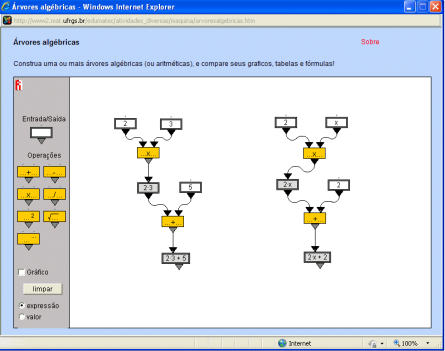 Árvores algébricas - Windows Internet Explorer
http://www2.mat.ufrgs.br/edumatec/atividades_diversas/maquina/arvoresalgebricas.htm
Árvores algébricas
Sobre
Construa uma ou mais árvores algébricas (ou aritméticas), e compare seus graficos, tabelas e fórmulas!
Entrada/Saída
Operações
...+... ...-...
...x... .../...
...² √...
2 3
...x...
2·3 5
...+...
2·3 + 5
2 x
...x...
2·x 2
...+...
2·x + 2
Gráfico
limpar
expressão
valor
Internet
100%